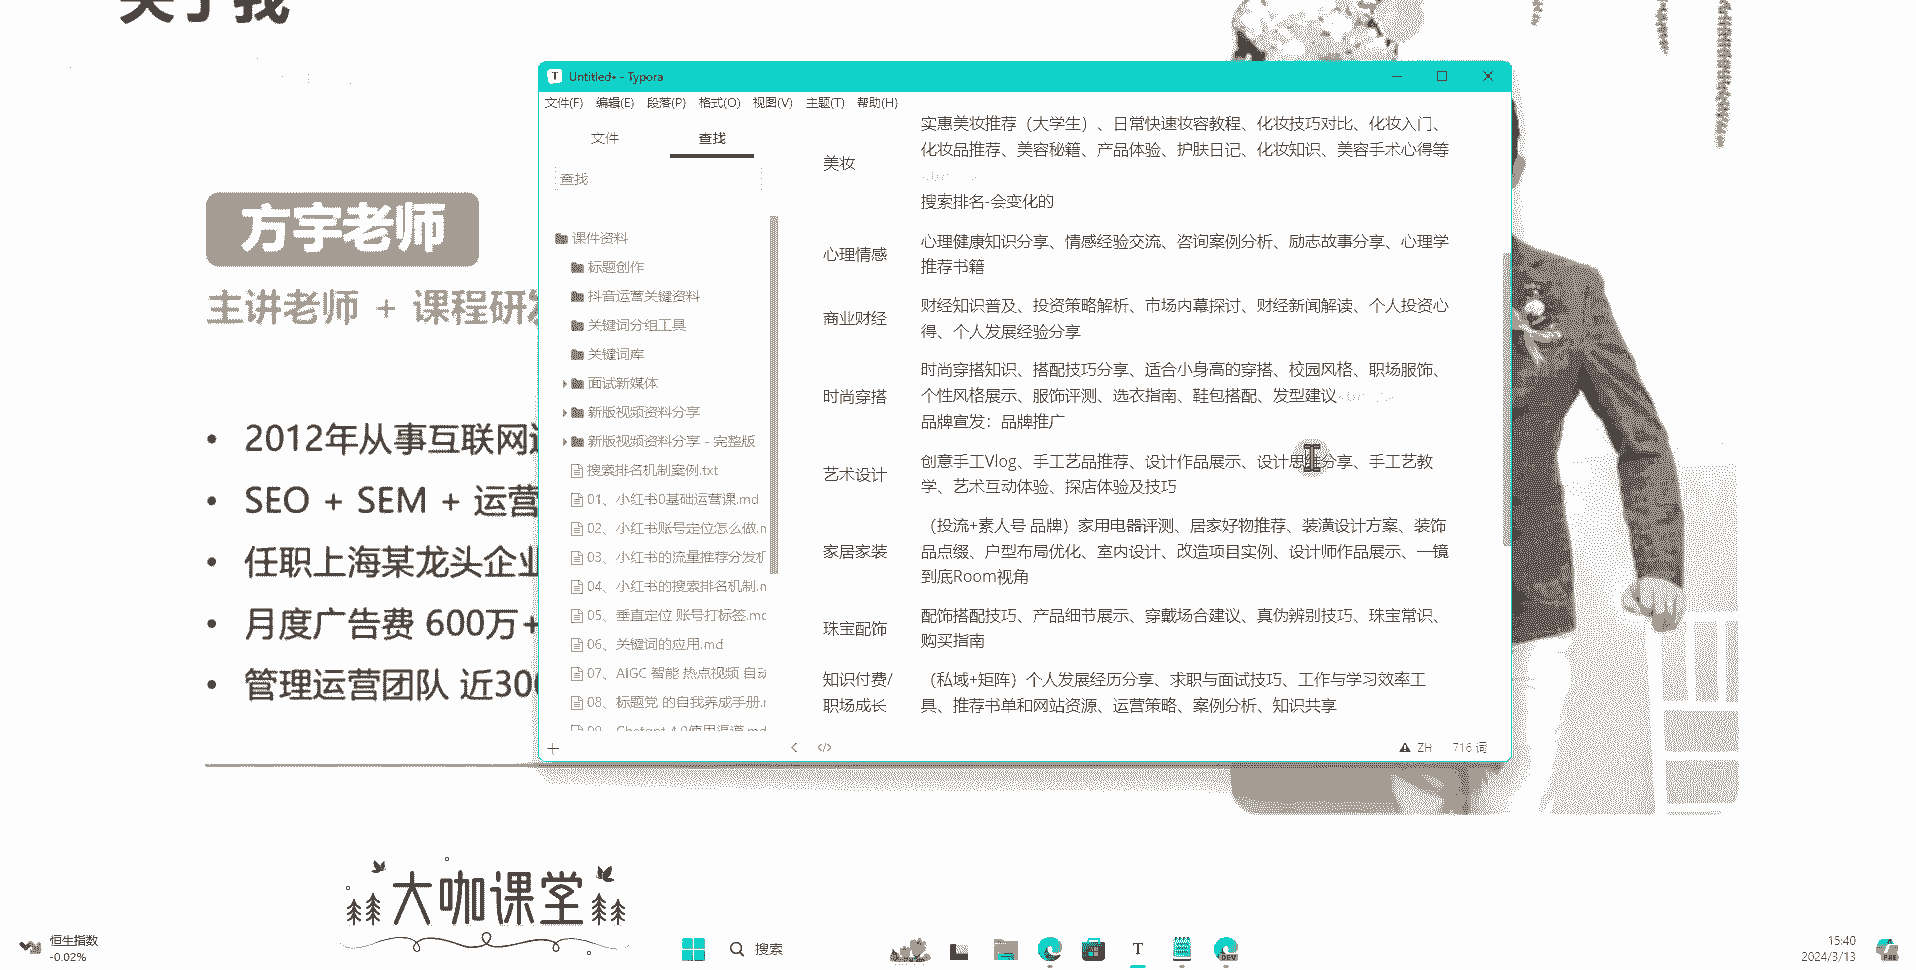 关于我
方宇老师
主讲老师 + 课程研发
• 2012年从事互联网
• SEO + SEM + 运营
• 任职上海某龙头企业
• 月度广告费 600万+
• 管理运营团队 近300
大咖课堂
Untitled• - Typora
文件(F) 编辑(E) 段落(P) 格式(O) 视图(V) 主题(T) 帮助(H)
文件 查找
查找
课件资料
标题创作
抖音运营关键资料
关键词分组工具
关键词库
面试新媒体
新版视频资料分享
新版视频资料分享 - 完整版
搜索排名机制案例.txt
01、小红书0基础运营课.md
02、小红书账号定位怎么做.m
03、小红书的流量推荐分发机
04、小红书的搜索排名机制.m
05、垂直定位 账号打标签.md
06、关键词的应用.md
07、AIGC 智能 热点视频 自动
08、标题党 的自我养成手册.m
09、Chatgpt 4.0使用渠道.md
美妆
实惠美妆推荐（大学生）、日常快速妆容教程、化妆技巧对比、化妆入门、
化妆品推荐、美容秘籍、产品体验、护肤日记、化妆知识、美容手术心得等
搜索排名-会变化的
心理情感
心理健康知识分享、情感经验交流、咨询案例分析、励志故事分享、心理学
推荐书籍
商业财经
财经知识普及、投资策略解析、市场内幕探讨、财经新闻解读、个人投资心
得、个人发展经验分享
时尚穿搭
时尚穿搭知识、搭配技巧分享、适合小身高的穿搭、校园风格、职场服饰、
个性风格展示、服饰评测、选衣指南、鞋包搭配、发型建议
品牌宣发：品牌推广
艺术设计
创意手工Vlog、手工艺品推荐、设计作品展示、设计思维分享、手工艺教
学、艺术互动体验、探店体验及技巧
家居家装
（投流+素人号 品牌）家用电器评测、居家好物推荐、装潢设计方案、装饰
品点缀、户型布局优化、室内设计、改造项目实例、设计师作品展示、一镜
到底Room视角
珠宝配饰
配饰搭配技巧、产品细节展示、穿戴场合建议、真伪辨别技巧、珠宝常识、
购买指南
知识付费/
职场成长
（私域+矩阵）个人发展经历分享、求职与面试技巧、工作与学习效率工
具、推荐书单和网站资源、运营策略、案例分析、知识共享
ZH 716 词
恒生指数
-0.02%
搜索
T
DEV
15:40
2024/3/13
PRE